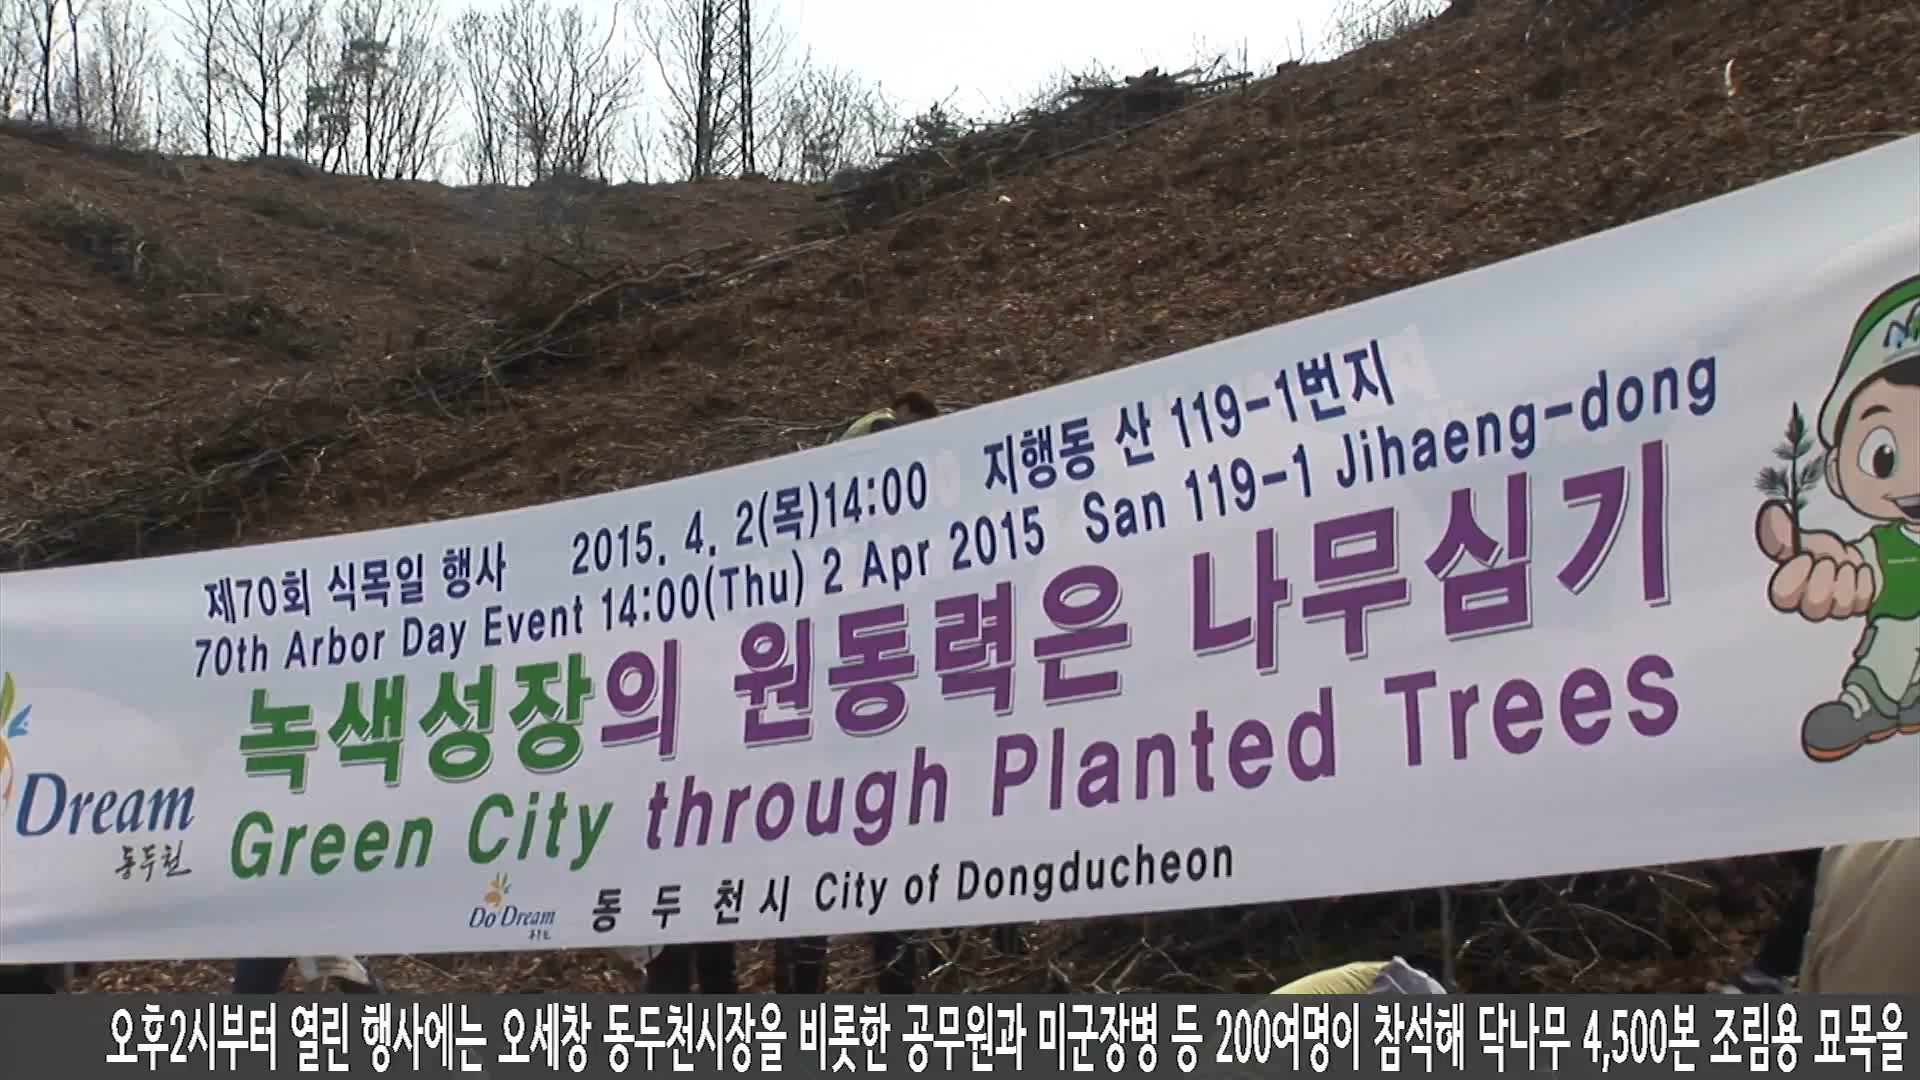 제70회 식목일 행사 2015. 4. 2(목)14:00 지행동 산 119-1번지
70th Arbor Day Event 14:00(Thu) 2 Apr 2015 San 119-1 Jihaeng-dong
녹색성장의 원동력은 나무심기
Green City through Planted Trees
Dream
동두천
Do Dream
동두천시 City of Dongducheon
오후2시부터 열린 행사에는 오세창 동두천시장을 비롯한 공무원과 미군장병 등 200여명이 참석해 닥나무 4,500본 조림용 묘목을